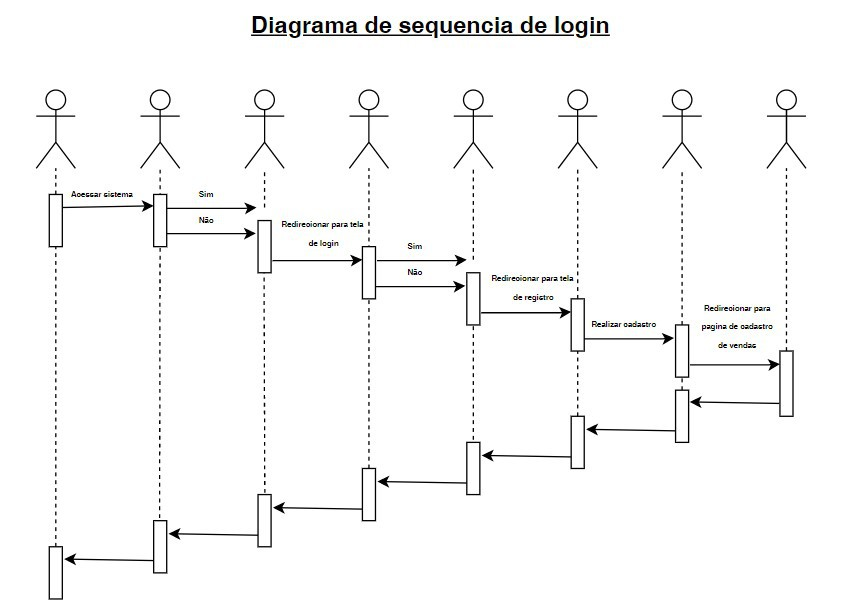 Diagrama de sequencia de login
Acessar sistema
Sim
Não
Redirecionar para tela
de login
Sim
Não
Redirecionar para tela
de registro
Realizar cadastro
Redirecionar para
pagina de cadastro
de vendas